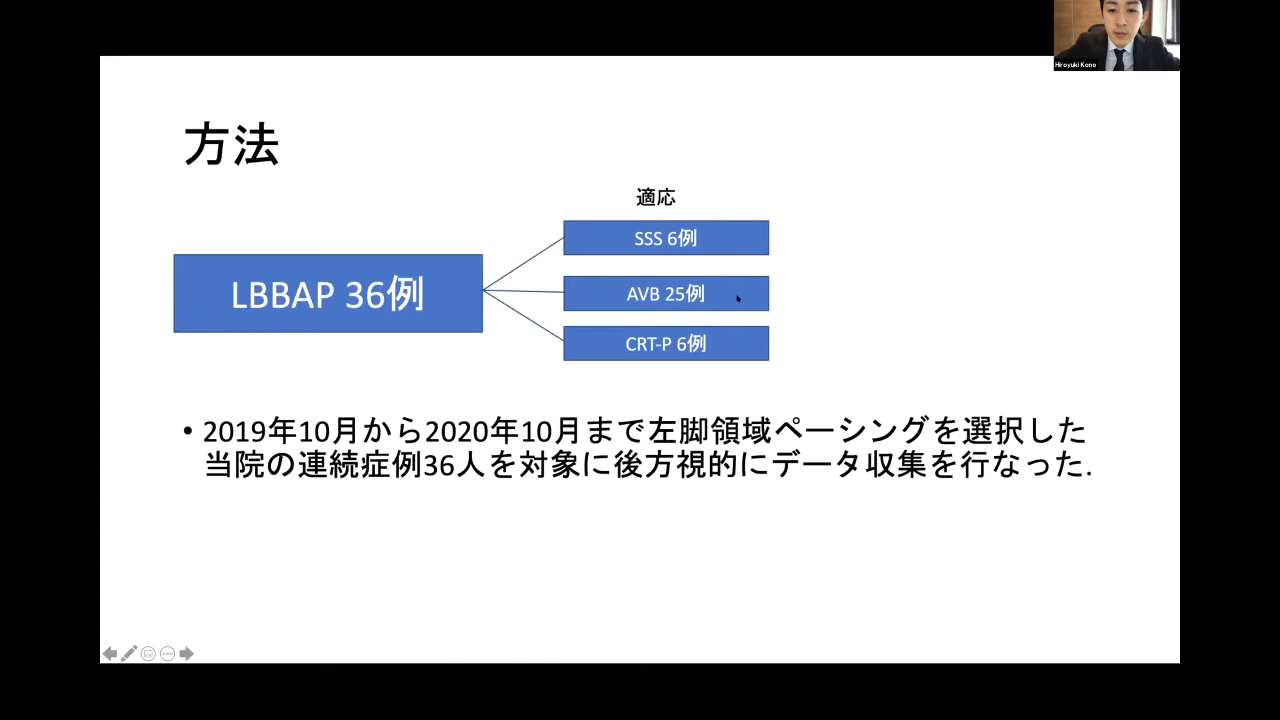 Hiroyuki Kono
方法
適応
SSS 6例
LBBAP 36例
AVB 25例
CRT-P 6例
• 2019年10月から2020年10月まで左脚領域ペーシングを選択した
当院の連続症例36人を対象に後方視的にデータ収集を行なった.